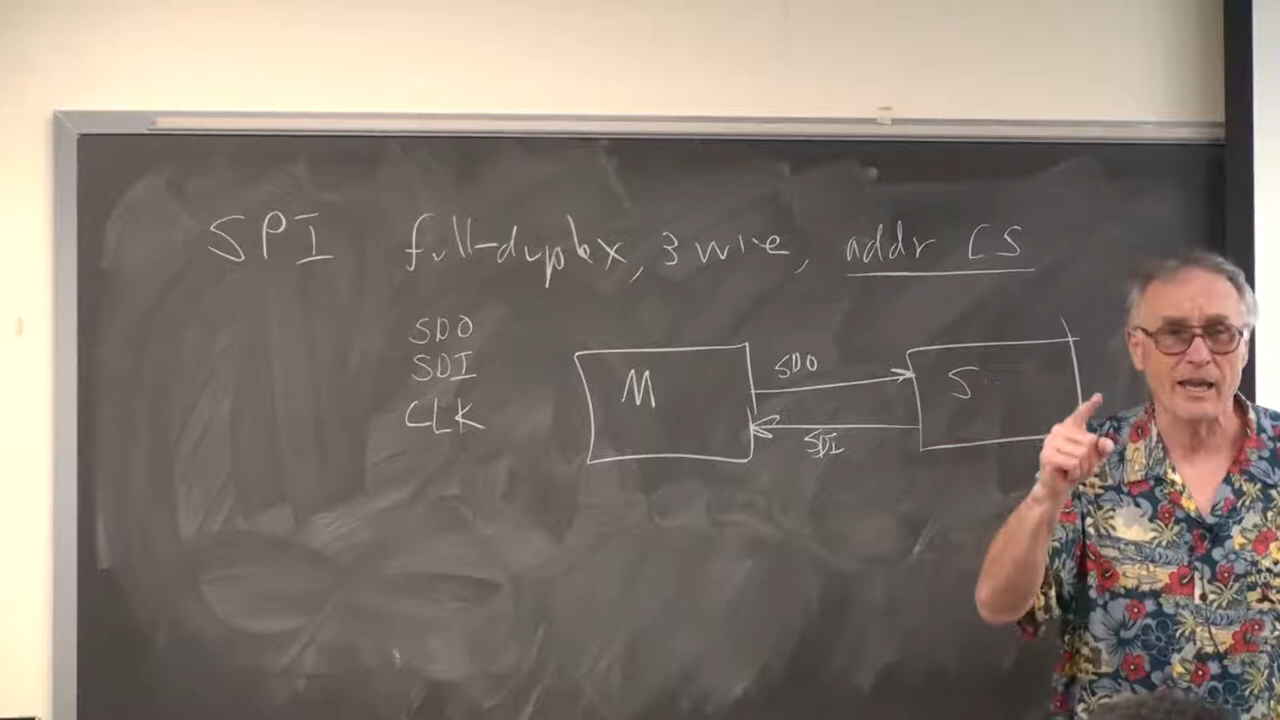 SPI full-duplex, 3 wire, addr CS
SDO
SDI
CLK
M
SDO
SDI
S